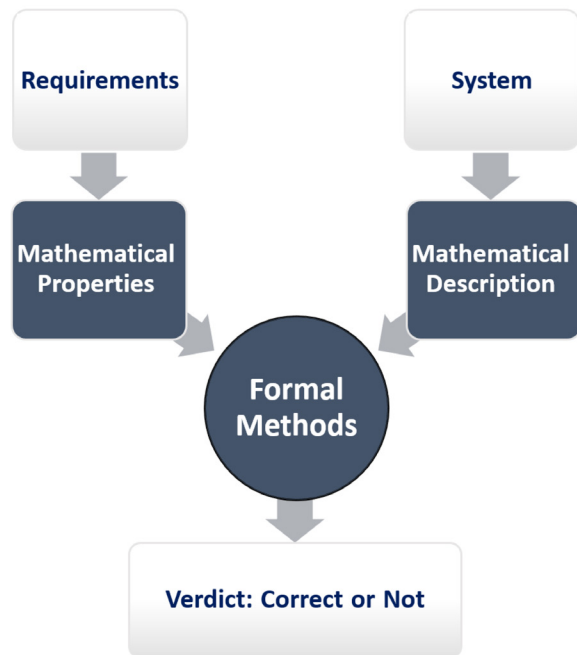 Requirements
System
Mathematical
Properties
Mathematical
Description
Formal
Methods
Verdict: Correct or Not